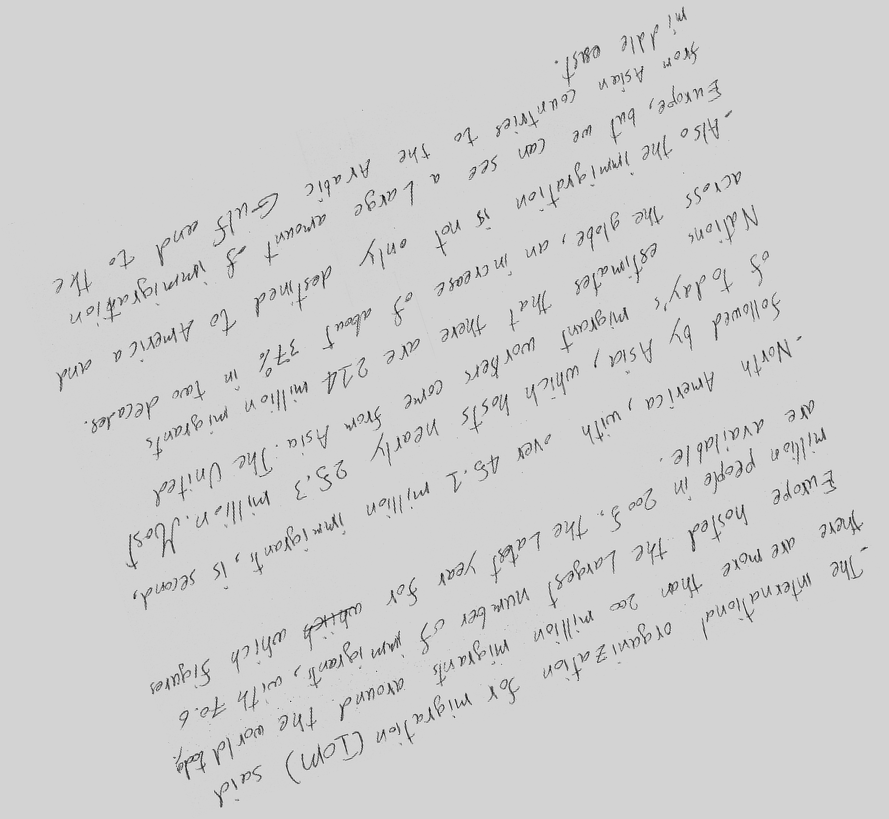 - The international organization for migration (IOM) said
there are more than 200 million migrants around the world today,
Europe hosted the Largest number of immigrants, with 70.6
million people in 2005. The Latest year for which which figures
are available.
- North America, with over 45.1 million immigrants, is second,
followed by Asia, which hosts nearly 25.3 million. Most
of today's migrant workers come from Asia. The United
Nations estimates that there are 214 million migrants
across the globe, an increase of about 37% in two decades.
- Also the immigration is not only destined to America and
Europe, but we can see a Large amount of immigration
from Asian countries to the Arabic Gulf and to the
middle east.